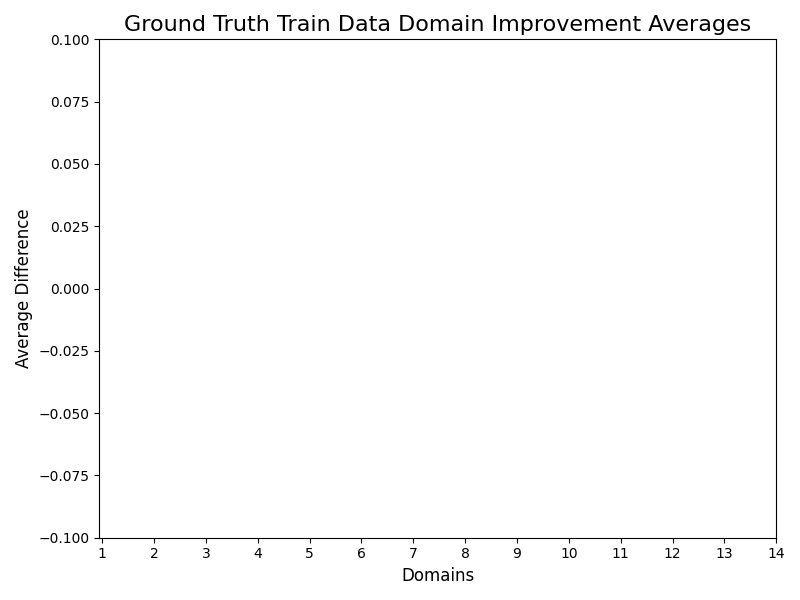 Ground Truth Train Data Domain Improvement Averages
0.100
0.075
0.050
0.025
0.000
−0.025
−0.050
−0.075
−0.100
Average Difference
1 2 3 4 5 6 7 8 9 10 11 12 13 14
Domains